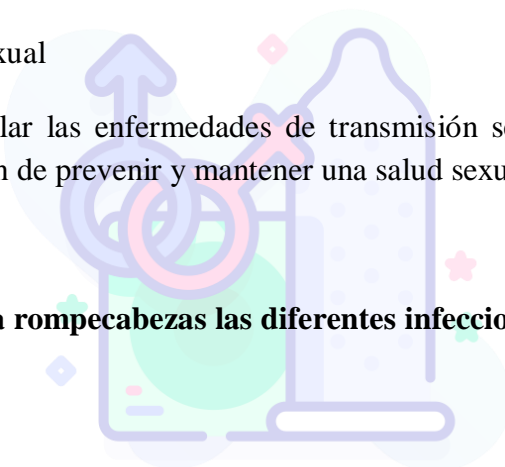 xual
lar las enfermedades de transmisión se
n de prevenir y mantener una salud sexu
a rompecabezas las diferentes infeccio